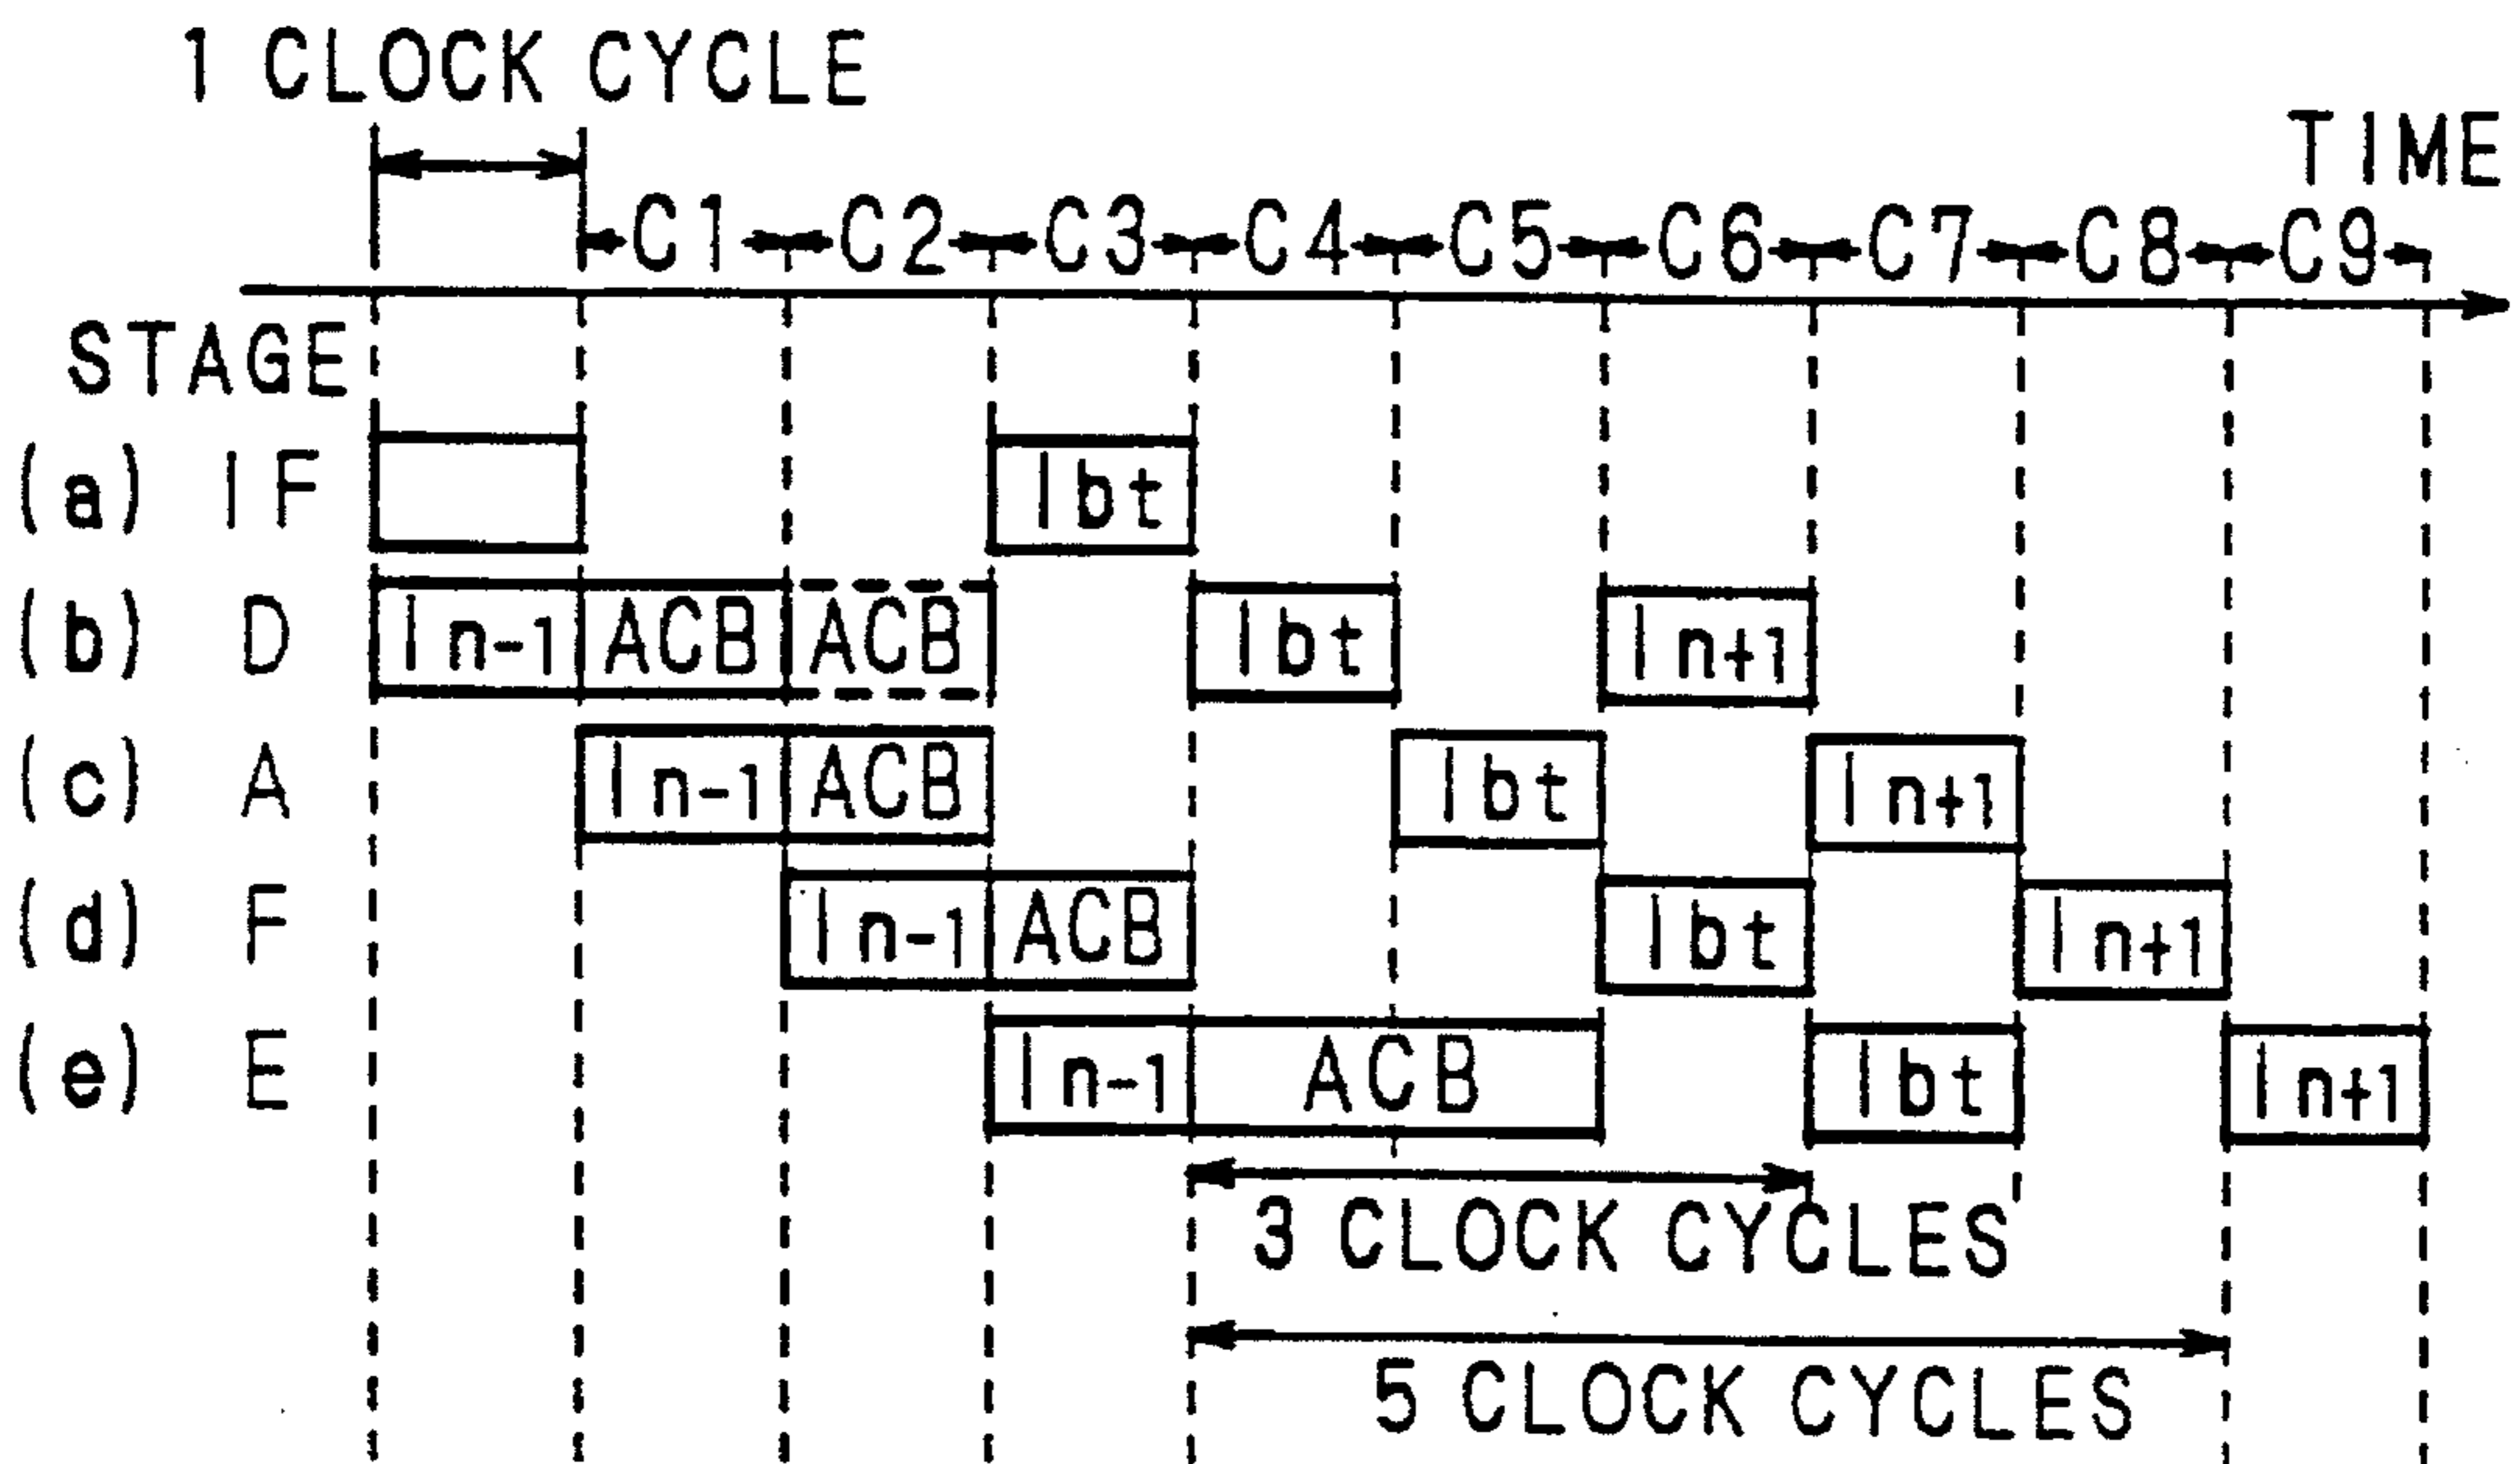 1 CLOCK CYCLE
TIME
C1 C2 C3 C4 C5 C6 C7 C8 C9
STAGE
(a) IF Ibt
(b) D In-1 ACB ACB Ibt In+1
(c) A In-1 ACB Ibt In+1
(d) F In-1 ACB Ibt In+1
(e) E In-1 ACB Ibt In+1
3 CLOCK CYCLES
5 CLOCK CYCLES